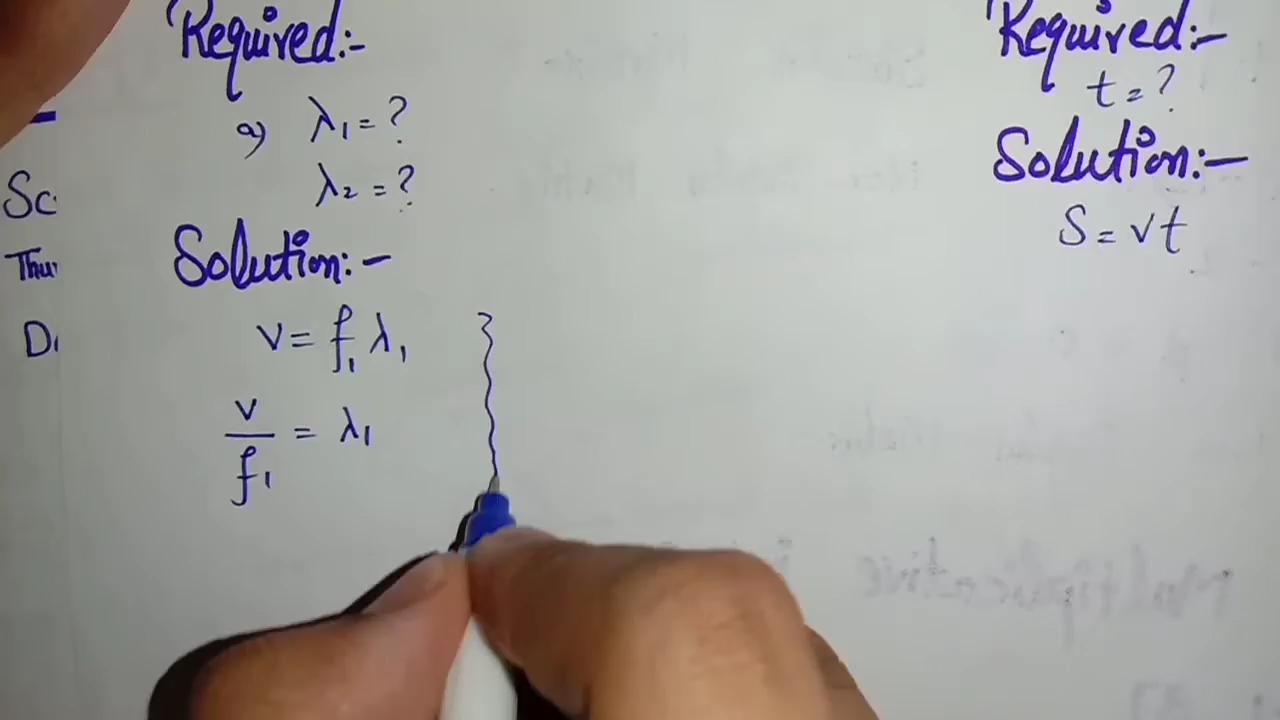 Required:-
a) λ1 = ?
λ2 = ?
Solution:-
v = f1 λ1
v/f1 = λ1
Required:-
t = ?
Solution:-
S = vt